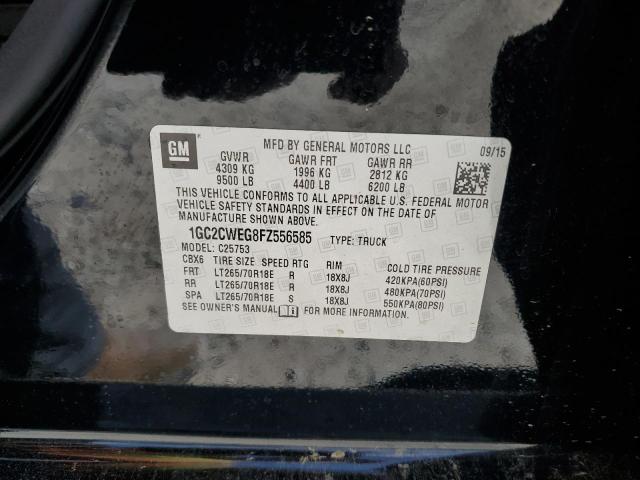 GM
MFD BY GENERAL MOTORS LLC
09/15
GVWR GAWR FRT GAWR RR
4309 KG 1996 KG 2812 KG
9500 LB 4400 LB 6200 LB
THIS VEHICLE CONFORMS TO ALL APPLICABLE U.S. FEDERAL MOTOR
VEHICLE SAFETY STANDARDS IN EFFECT ON THE DATE OF
MANUFACTURE SHOWN ABOVE.
1GC2CWEG8FZ556585 TYPE: TRUCK
MODEL: C25753
CBX6 TIRE SIZE SPEED RTG RIM COLD TIRE PRESSURE
FRT LT265/70R18E R 18X8J 420KPA(60PSI)
RR LT265/70R18E R 18X8J 480KPA(70PSI)
SPA LT265/70R18E S 18X8J 550KPA(80PSI)
SEE OWNER'S MANUAL FOR MORE INFORMATION.